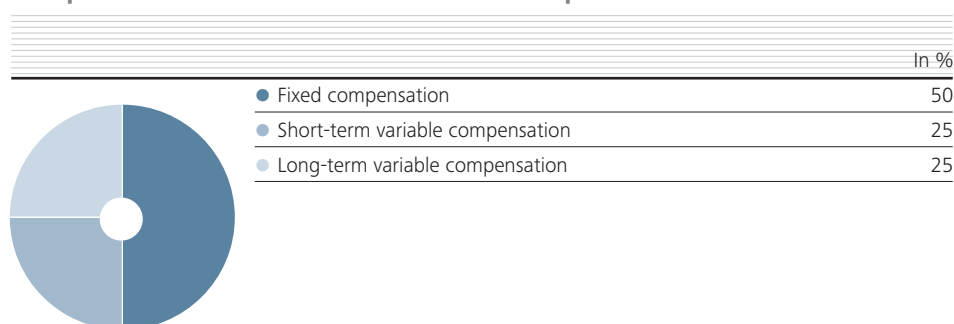 In %
Fixed compensation 50
Short-term variable compensation 25
Long-term variable compensation 25